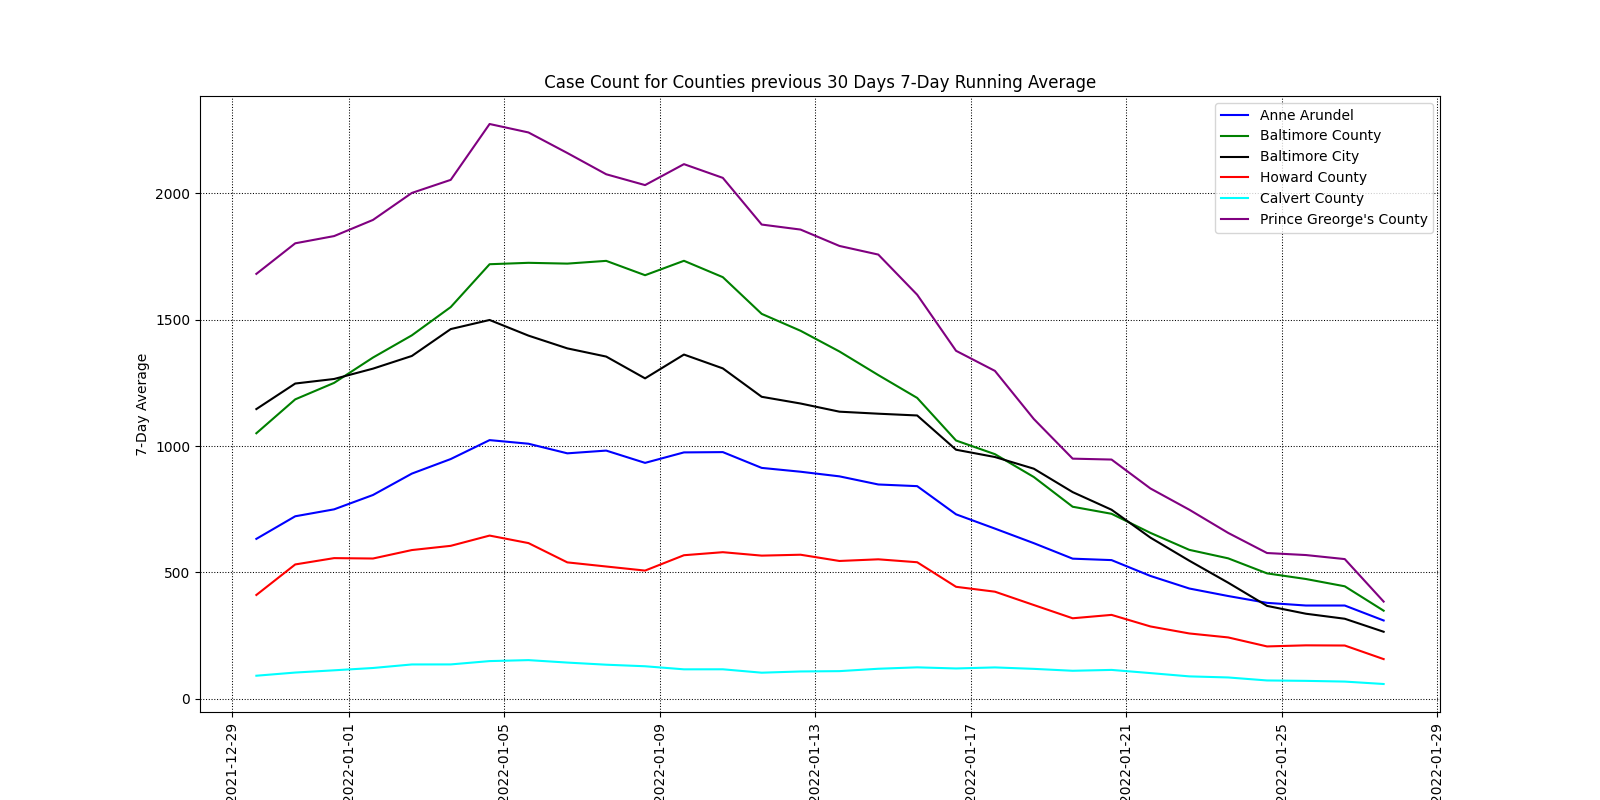 Case Count for Counties previous 30 Days 7-Day Running Average
Anne Arundel
Baltimore County
Baltimore City
Howard County
Calvert County
Prince Greorge's County
7-Day Average
2000
1500
1000
500
0
2021-12-29
2022-01-01
2022-01-05
2022-01-09
2022-01-13
2022-01-17
2022-01-21
2022-01-25
2022-01-29